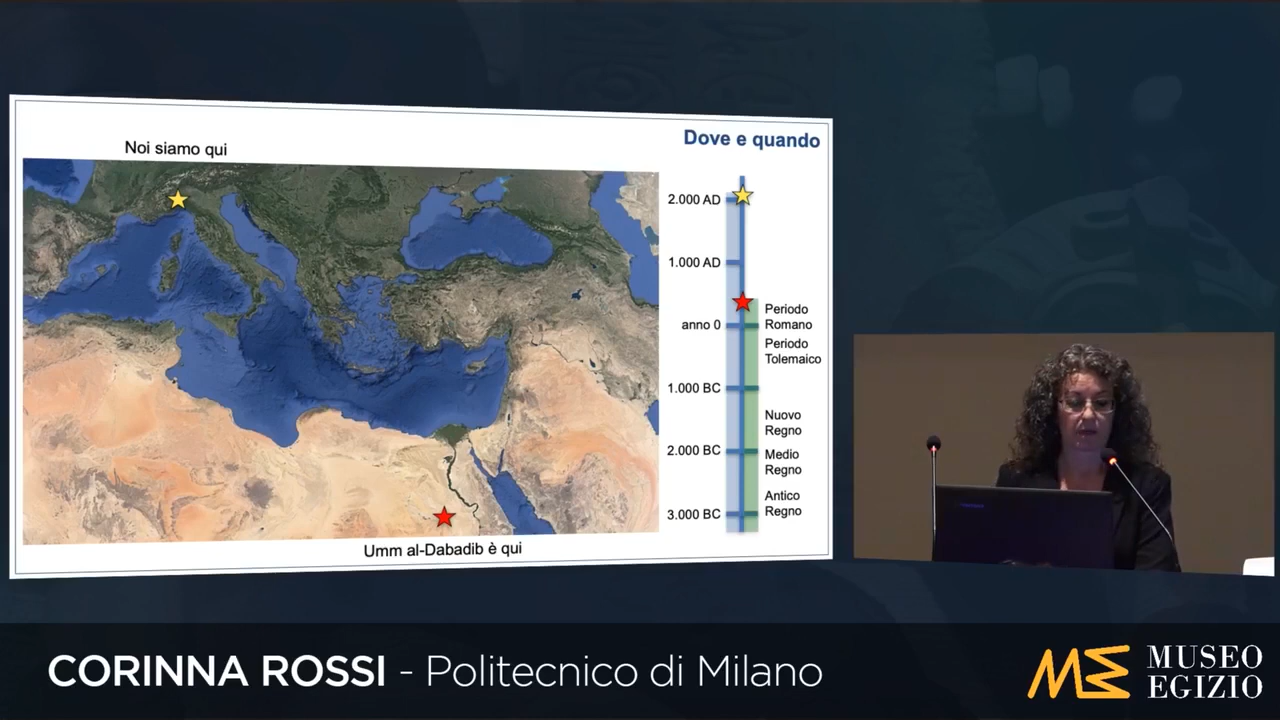 Dove e quando
Noi siamo qui
2.000 AD
1.000 AD
anno 0
1.000 BC
2.000 BC
3.000 BC
Periodo
Romano
Periodo
Tolemaico
Nuovo
Regno
Medio
Regno
Antico
Regno
Umm al-Dabadib è qui
CORINNA ROSSI - Politecnico di Milano
ME MUSEO
EGIZIO